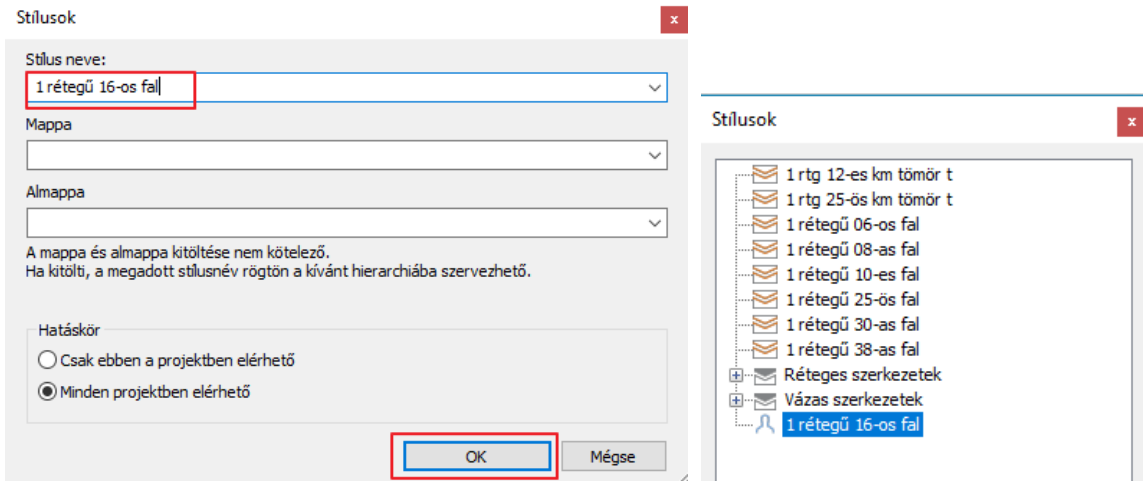 Stílusok
x
Stílus neve:
1 rétegű 16-os fal
Mappa
Almappa
A mappa és almappa kitöltése nem kötelező.
Ha kitölti, a megadott stílusnév rögtön a kívánt hierarchiába szervezhető.
Hatáskör
Csak ebben a projektben elérhető
Minden projektben elérhető
OK
Mégse
Stílusok
x
1 rtg 12-es km tömör t
1 rtg 25-ös km tömör t
1 rétegű 06-os fal
1 rétegű 08-as fal
1 rétegű 10-es fal
1 rétegű 25-ös fal
1 rétegű 30-as fal
1 rétegű 38-as fal
Réteges szerkezetek
Vázas szerkezetek
1 rétegű 16-os fal